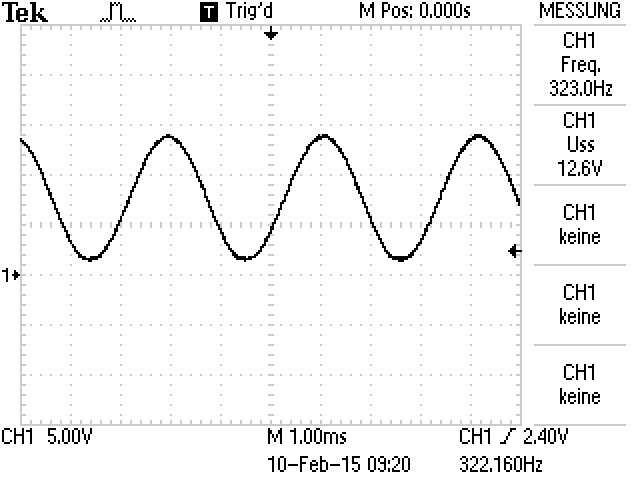 Tek T Trig'd M Pos: 0.000s MESSUNG
CH1
Freq.
323.0Hz
CH1
Uss
12.6V
CH1
keine
CH1
keine
CH1
keine
1
CH1 5.00V M 1.00ms CH1 2.40V
10-Feb-15 09:20 322.160Hz